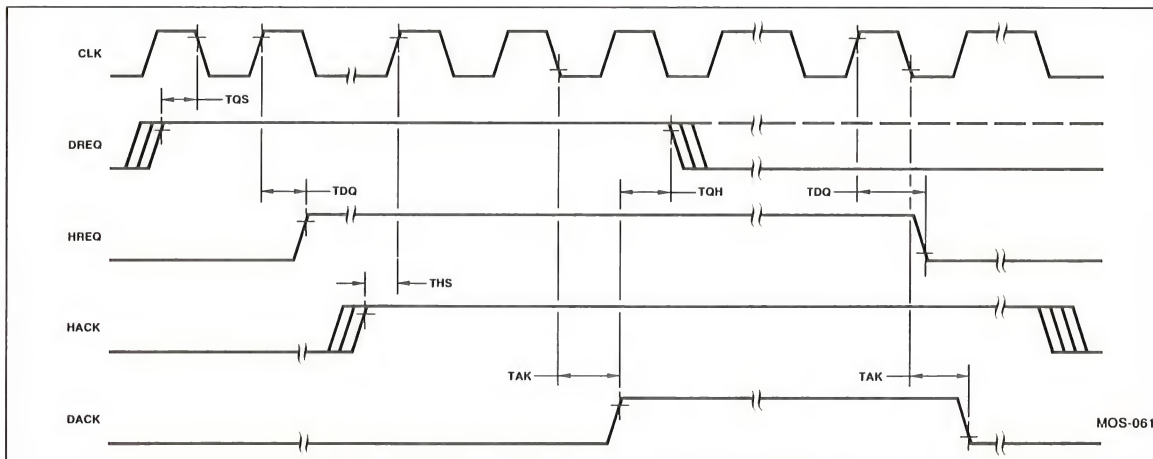 CLK
TQS
DREQ
TDQ
TQH
TDQ
HREQ
THS
HACK
TAK
TAK
DACK
MOS-061